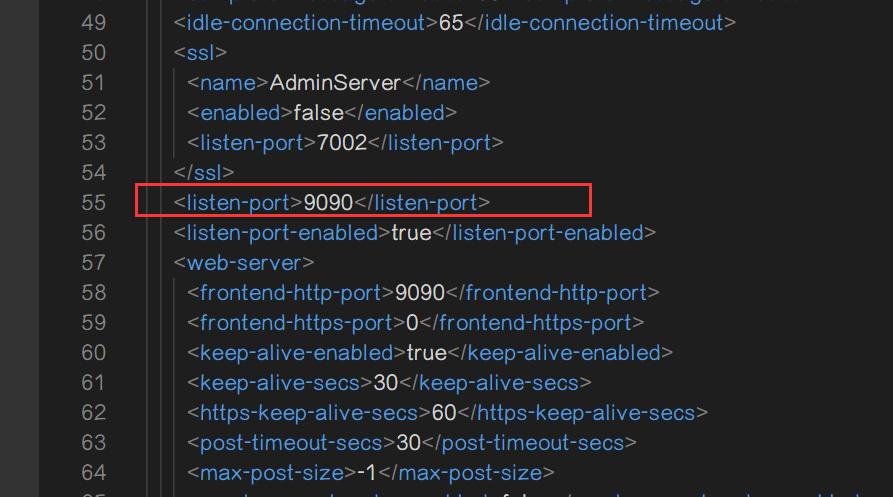 49 <idle-connection-timeout>65</idle-connection-timeout>
50 <ssl>
51 <name>AdminServer</name>
52 <enabled>false</enabled>
53 <listen-port>7002</listen-port>
54 </ssl>
55 <listen-port>9090</listen-port>
56 <listen-port-enabled>true</listen-port-enabled>
57 <web-server>
58 <frontend-http-port>9090</frontend-http-port>
59 <frontend-https-port>0</frontend-https-port>
60 <keep-alive-enabled>true</keep-alive-enabled>
61 <keep-alive-secs>30</keep-alive-secs>
62 <https-keep-alive-secs>60</https-keep-alive-secs>
63 <post-timeout-secs>30</post-timeout-secs>
64 <max-post-size>-1</max-post-size>